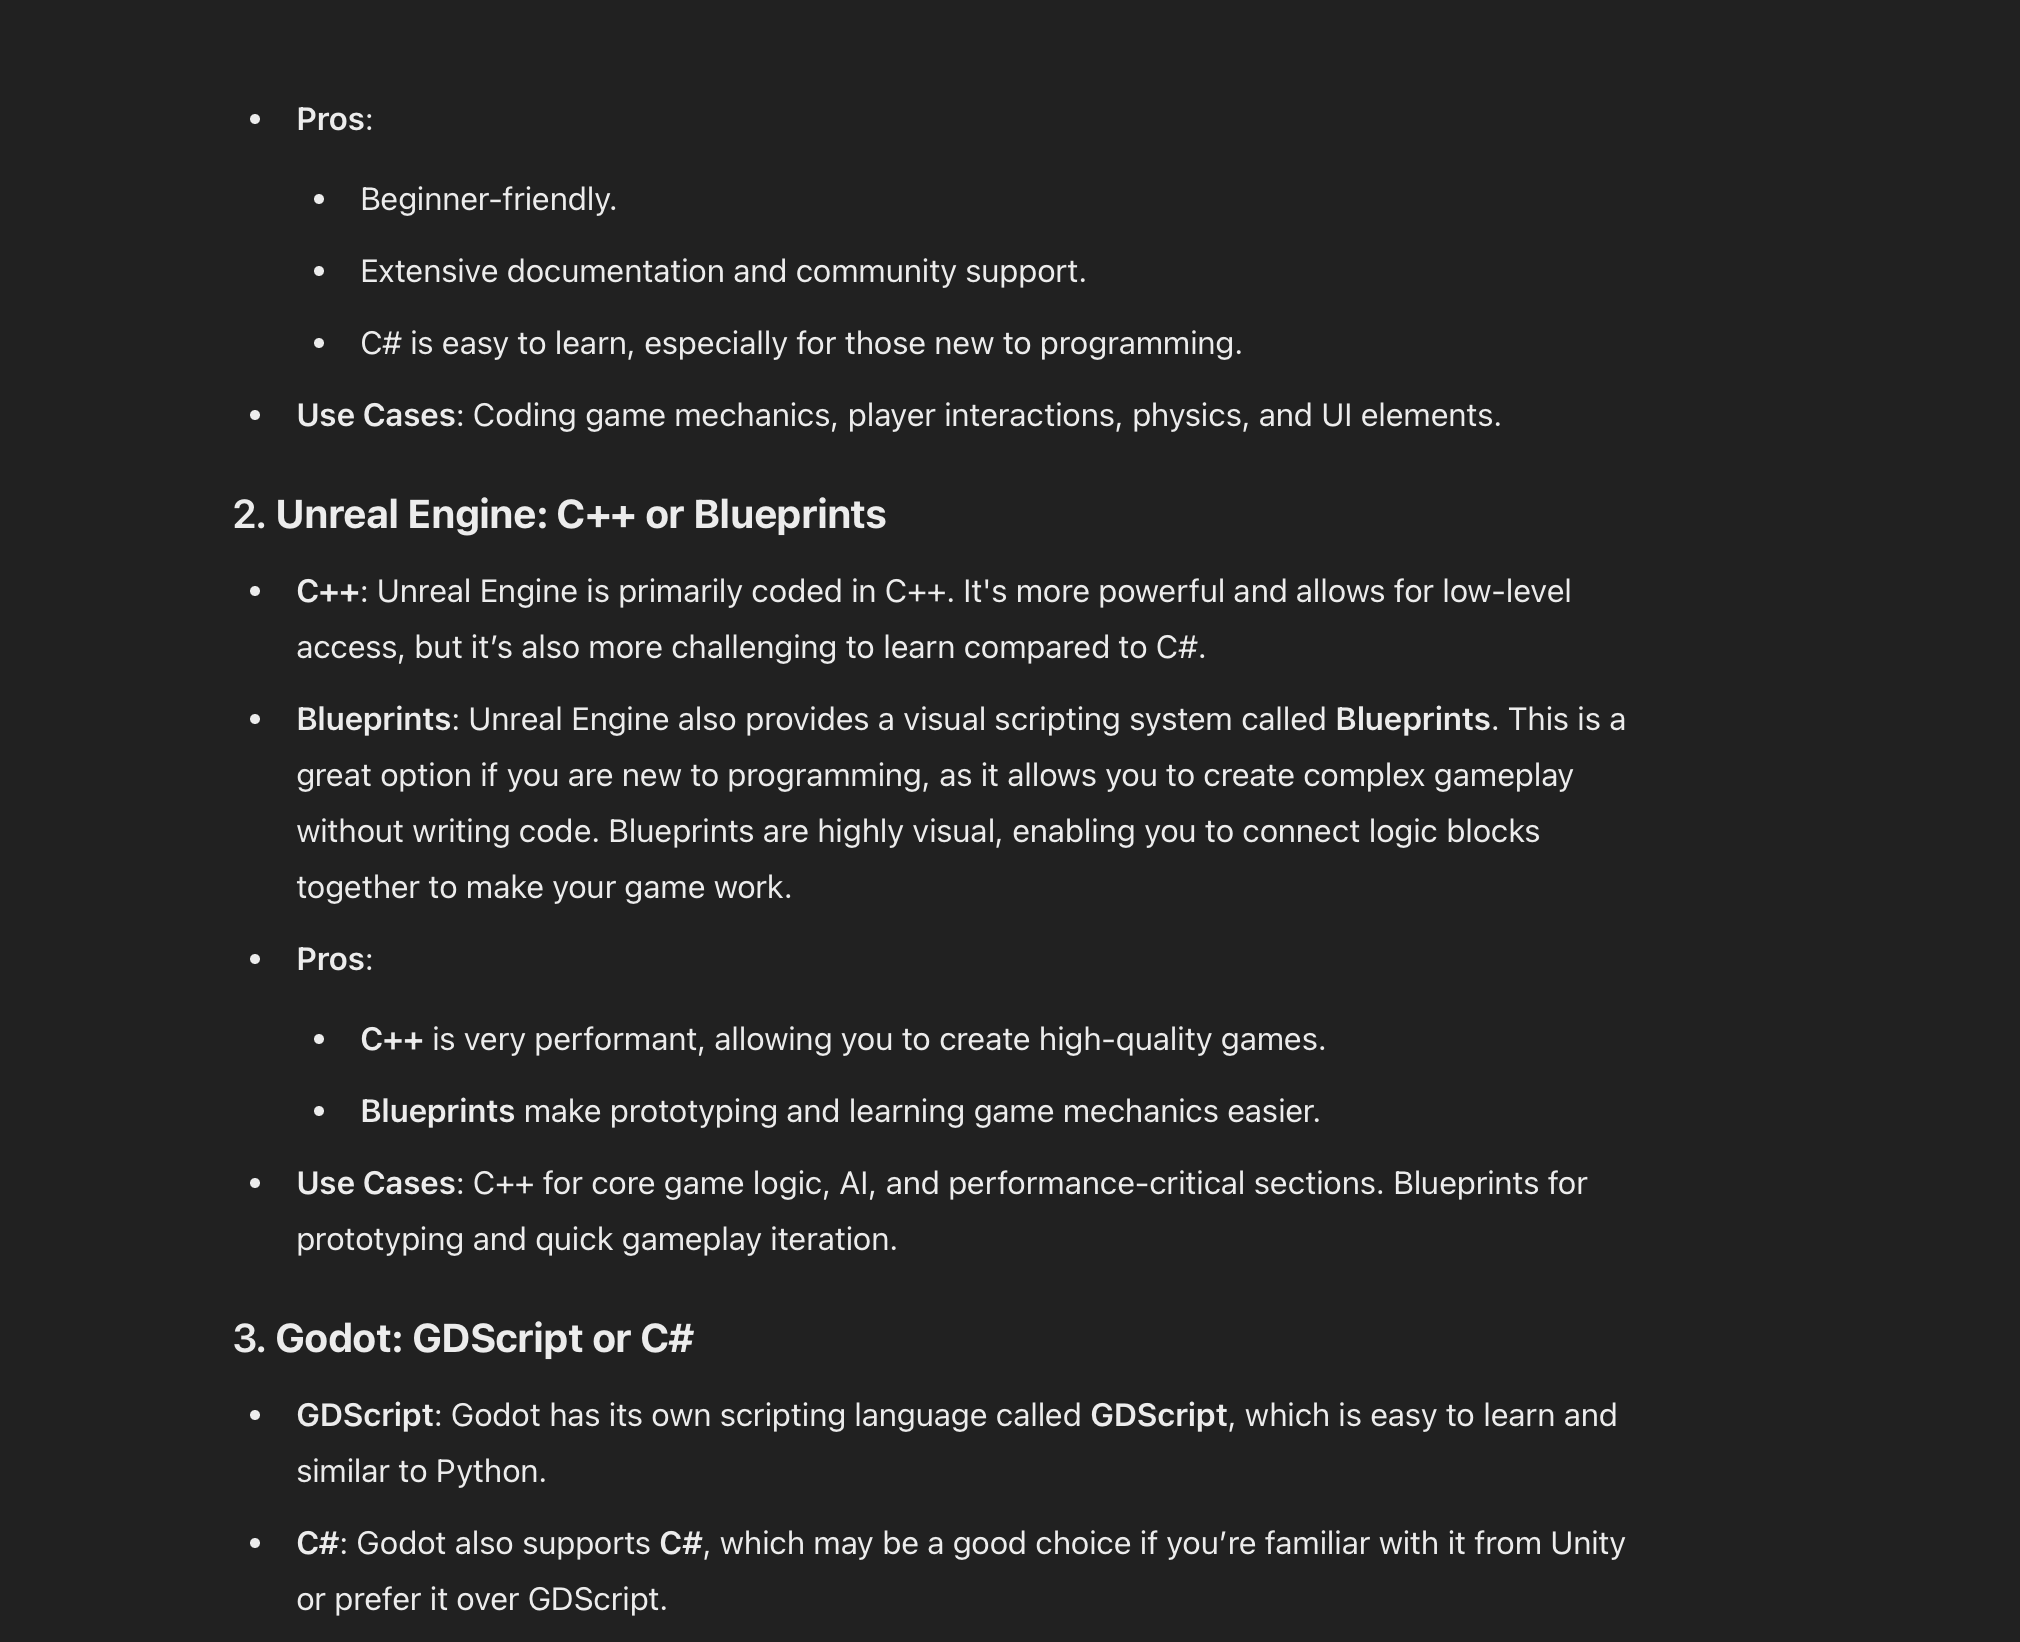 • Pros:
• Beginner-friendly.
• Extensive documentation and community support.
• C# is easy to learn, especially for those new to programming.
• Use Cases: Coding game mechanics, player interactions, physics, and UI elements.
2. Unreal Engine: C++ or Blueprints
• C++: Unreal Engine is primarily coded in C++. It's more powerful and allows for low-level
access, but it’s also more challenging to learn compared to C#.
• Blueprints: Unreal Engine also provides a visual scripting system called Blueprints. This is a
great option if you are new to programming, as it allows you to create complex gameplay
without writing code. Blueprints are highly visual, enabling you to connect logic blocks
together to make your game work.
• Pros:
• C++ is very performant, allowing you to create high-quality games.
• Blueprints make prototyping and learning game mechanics easier.
• Use Cases: C++ for core game logic, AI, and performance-critical sections. Blueprints for
prototyping and quick gameplay iteration.
3. Godot: GDScript or C#
• GDScript: Godot has its own scripting language called GDScript, which is easy to learn and
similar to Python.
• C#: Godot also supports C#, which may be a good choice if you’re familiar with it from Unity
or prefer it over GDScript.